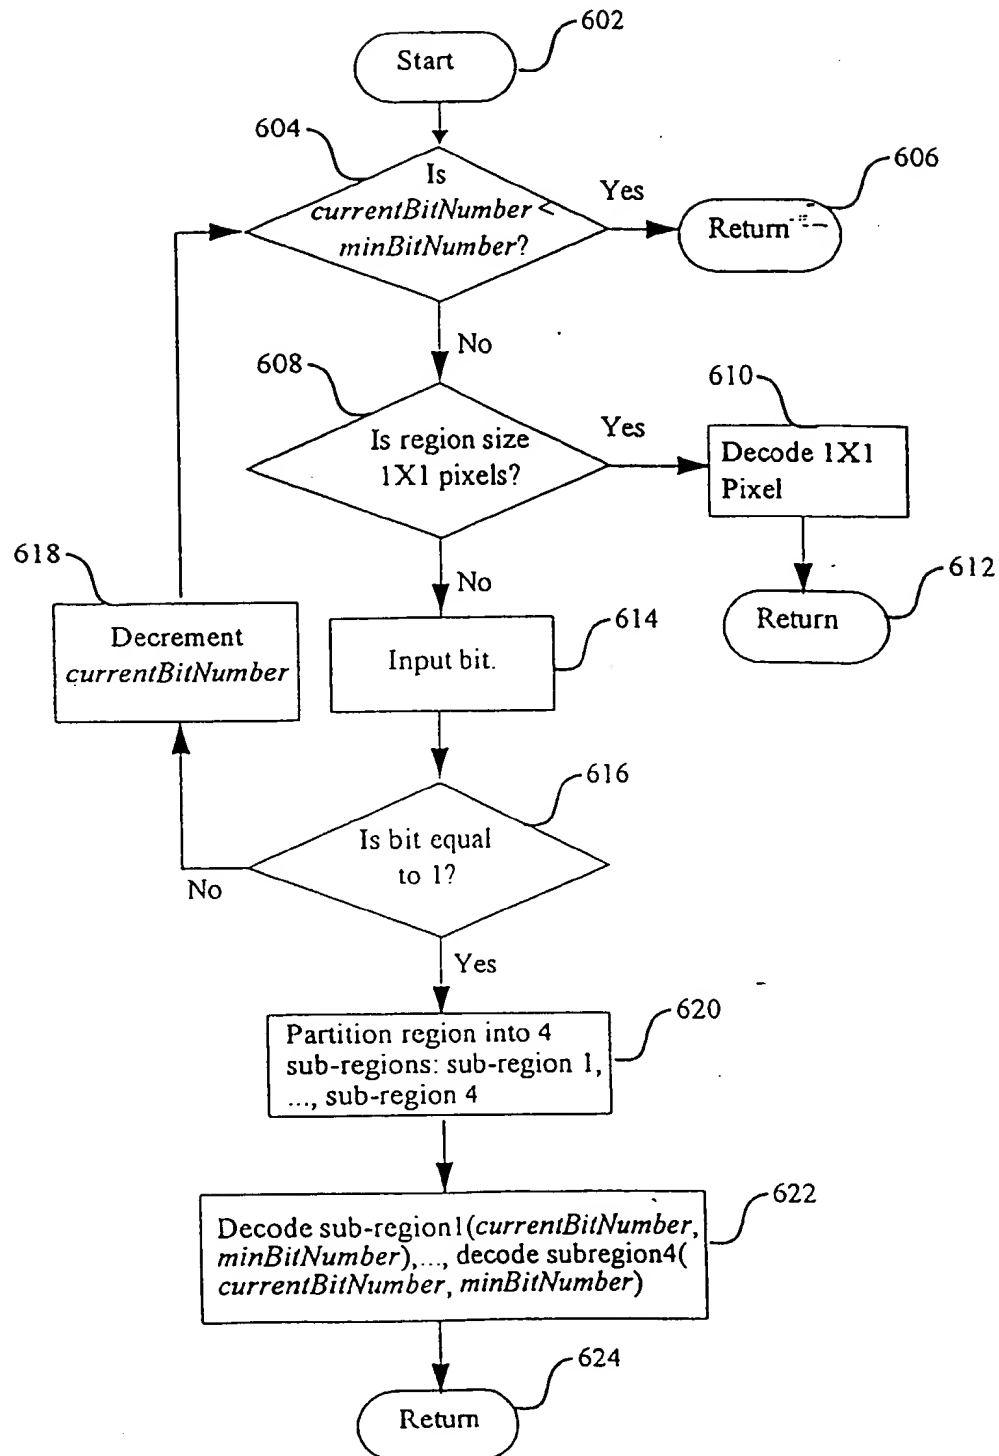 602
Start
604
Is
currentBitNumber <
minBitNumber?
Yes
606
Return
No
608
Is region size
1X1 pixels?
Yes
610
Decode 1X1
Pixel
612
Return
618
Decrement
currentBitNumber
No
614
Input bit.
616
Is bit equal
to 1?
No
Yes
620
Partition region into 4
sub-regions: sub-region 1,
..., sub-region 4
622
Decode sub-region1(currentBitNumber,
minBitNumber),..., decode subregion4(
currentBitNumber, minBitNumber)
624
Return